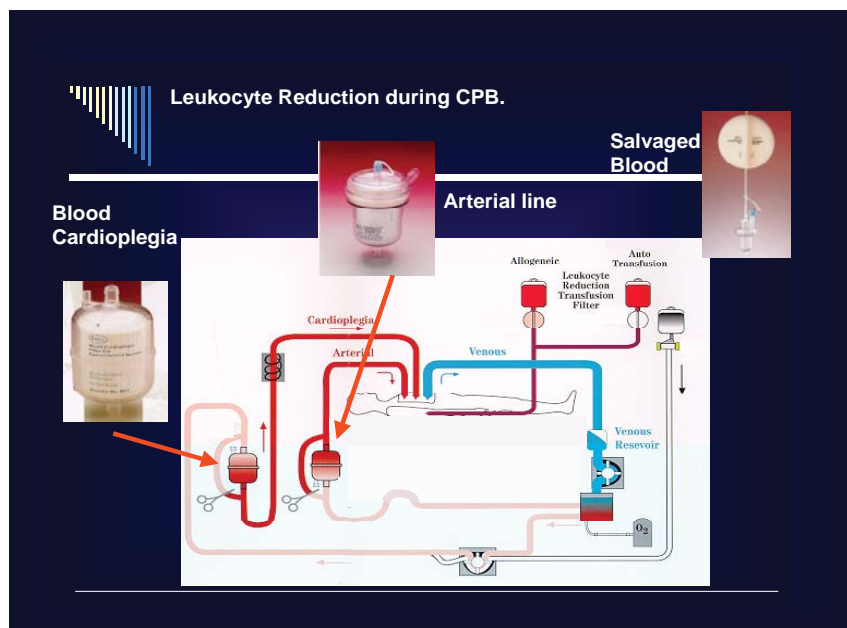 Leukocyte Reduction during CPB.
Salvaged
Blood
Arterial line
Blood
Cardioplegia
Allogeneic
Auto
Transfusion
Leukocyte
Reduction
Transfusion
Filter
Cardioplegia
Arterial
Venous
Venous
Resevoir
O2